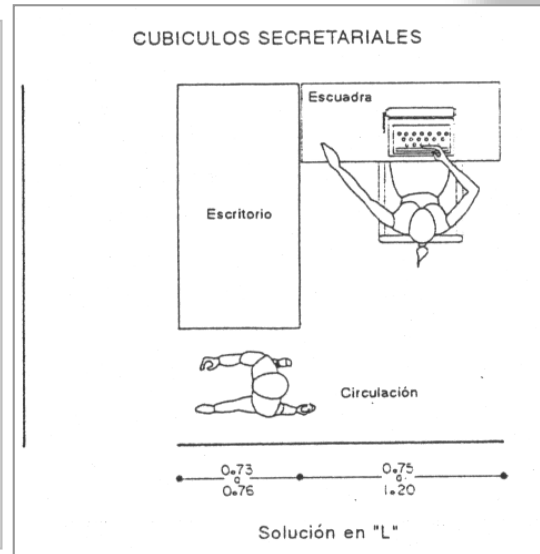 CUBICULOS SECRETARIALES
Escuadra
Escritorio
Circulación
0.73
a
0.76
0.75
a
1.20
Solución en "L"